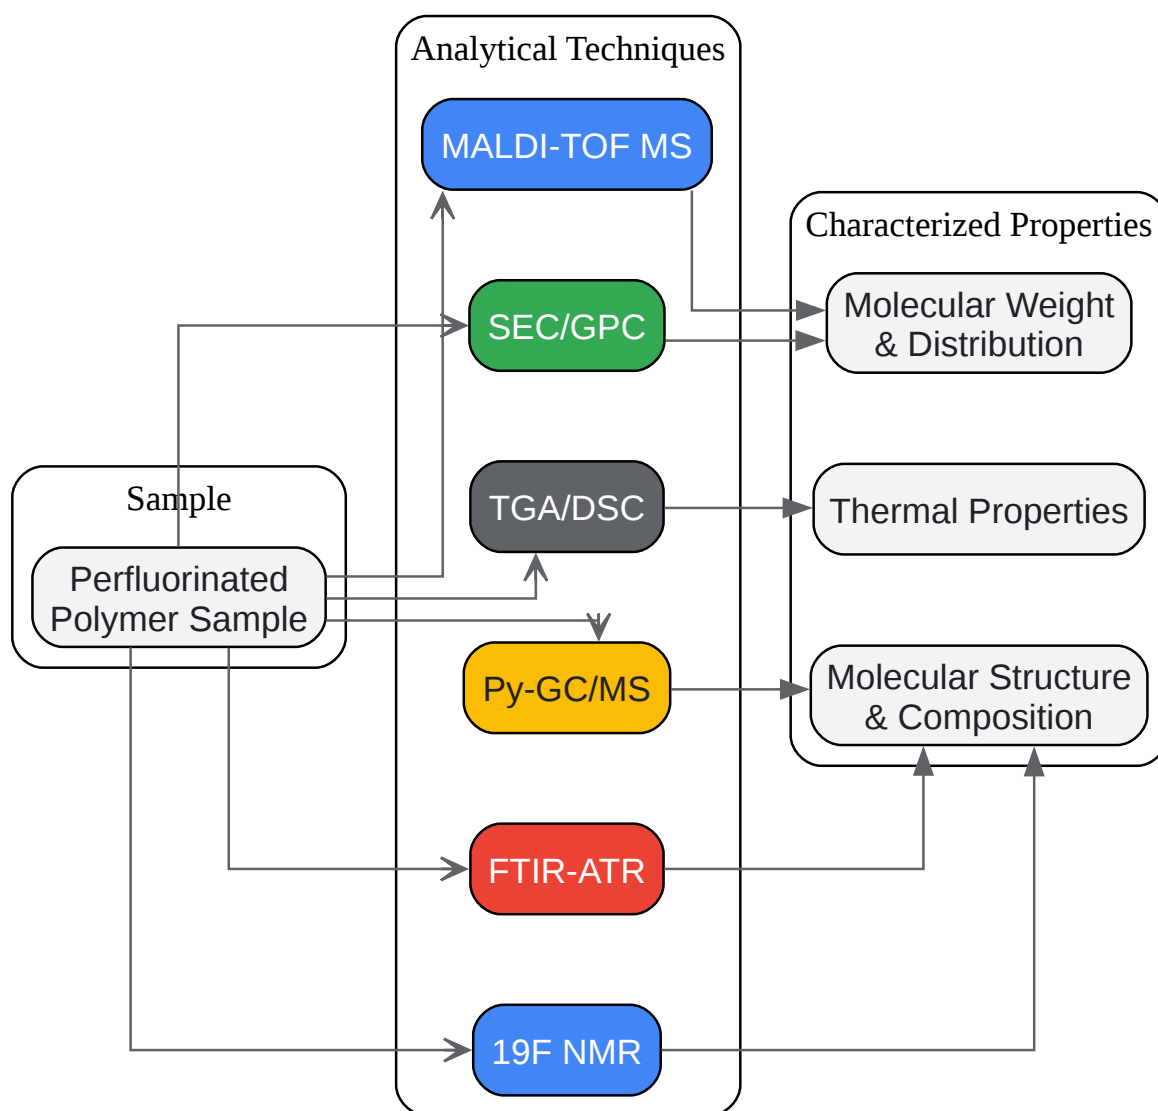 Analytical Techniques
MALDI-TOF MS
SEC/GPC
TGA/DSC
Py-GC/MS
FTIR-ATR
19F NMR
Sample
Perfluorinated
Polymer Sample
Characterized Properties
Molecular Weight
& Distribution
Thermal Properties
Molecular Structure
& Composition